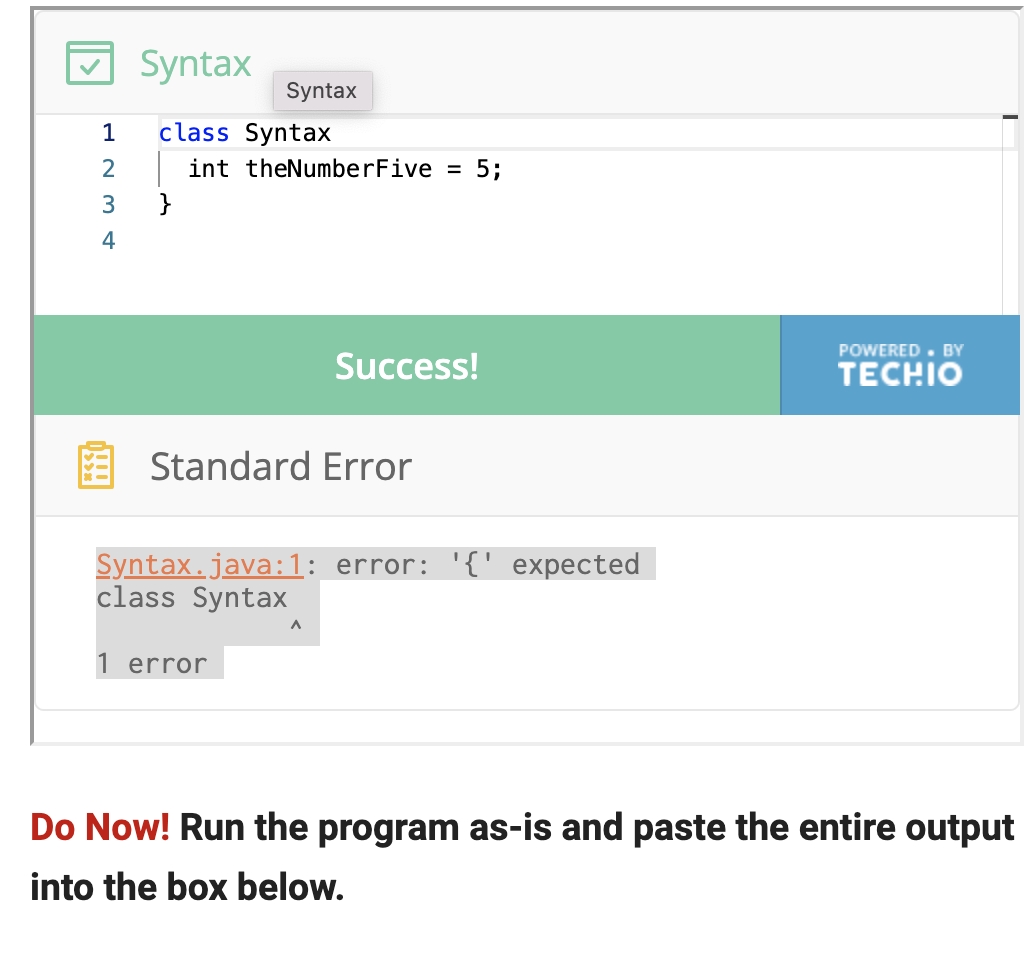 Syntax
Syntax
1 class Syntax
2   int theNumberFive = 5;
3 }
4
Success!
POWERED • BY
TECHIO
Standard Error
Syntax.java:1: error: '{' expected
class Syntax
            ^
1 error
Do Now! Run the program as-is and paste the entire output
into the box below.